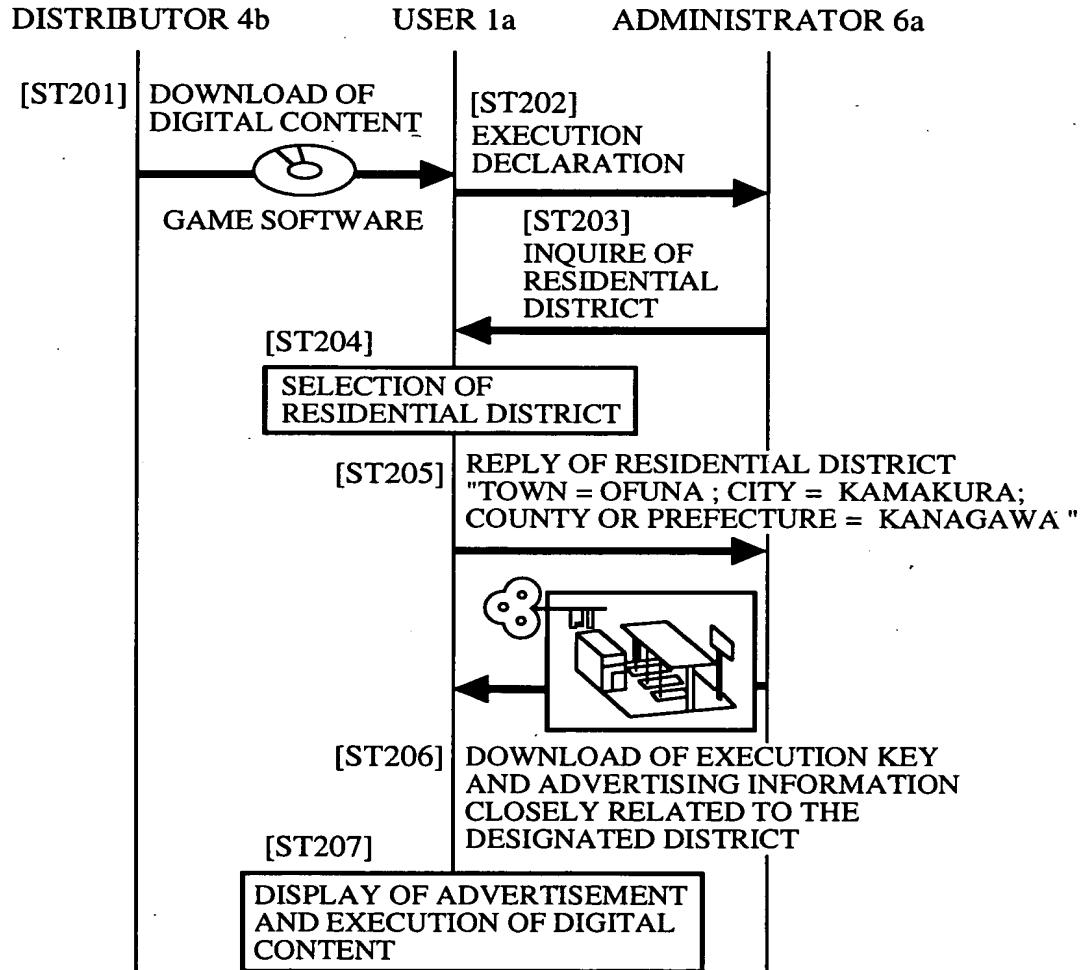 DISTRIBUTOR 4b USER 1a ADMINISTRATOR 6a
[ST201] DOWNLOAD OF
DIGITAL CONTENT
GAME SOFTWARE
[ST202]
EXECUTION
DECLARATION
[ST203]
INQUIRE OF
RESIDENTIAL
DISTRICT
[ST204]
SELECTION OF
RESIDENTIAL DISTRICT
[ST205] REPLY OF RESIDENTIAL DISTRICT
"TOWN = OFUNA ; CITY = KAMAKURA;
COUNTY OR PREFECTURE = KANAGAWA "
[ST206] DOWNLOAD OF EXECUTION KEY
AND ADVERTISING INFORMATION
CLOSELY RELATED TO THE
DESIGNATED DISTRICT
[ST207]
DISPLAY OF ADVERTISEMENT
AND EXECUTION OF DIGITAL
CONTENT